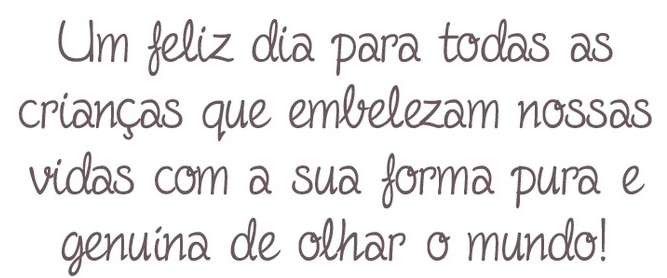 Um feliz dia para todas as
crianças que embelezam nossas
vidas com a sua forma pura e
genuína de olhar o mundo!